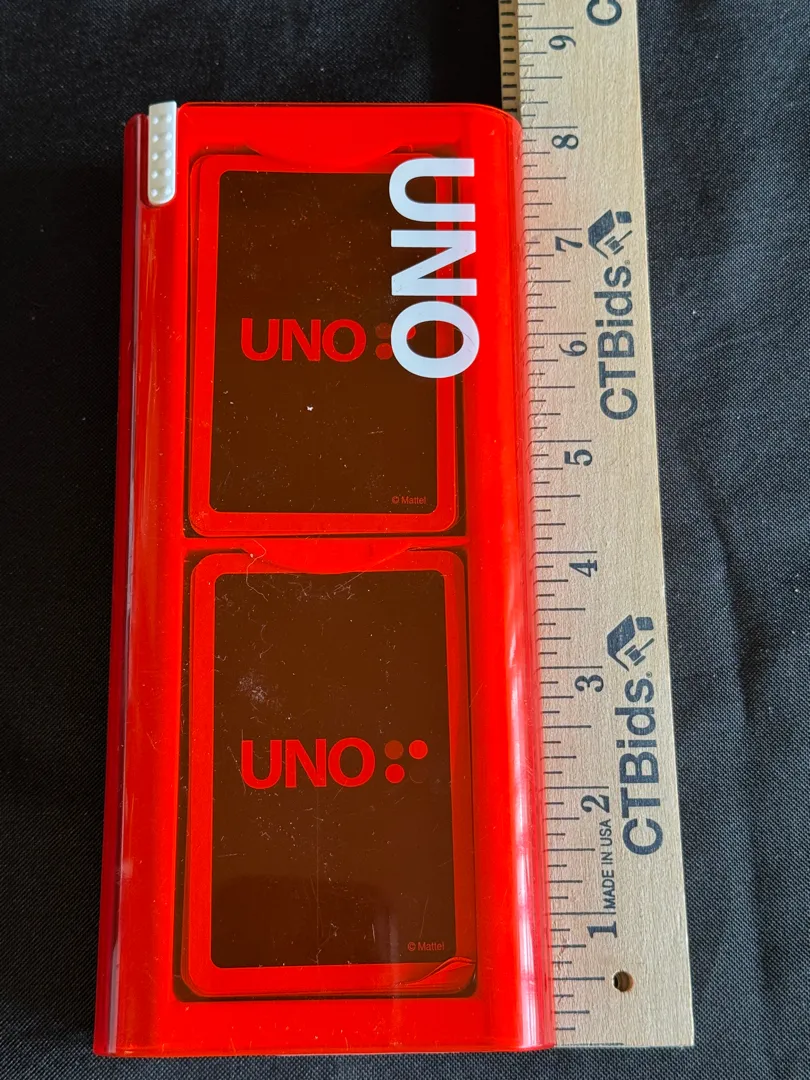 UNO
UNO
© Mattel
UNO
© Mattel
C
9
8
7
CTBids.
6
5
4
3
CTBids.
2
MADE IN USA
1